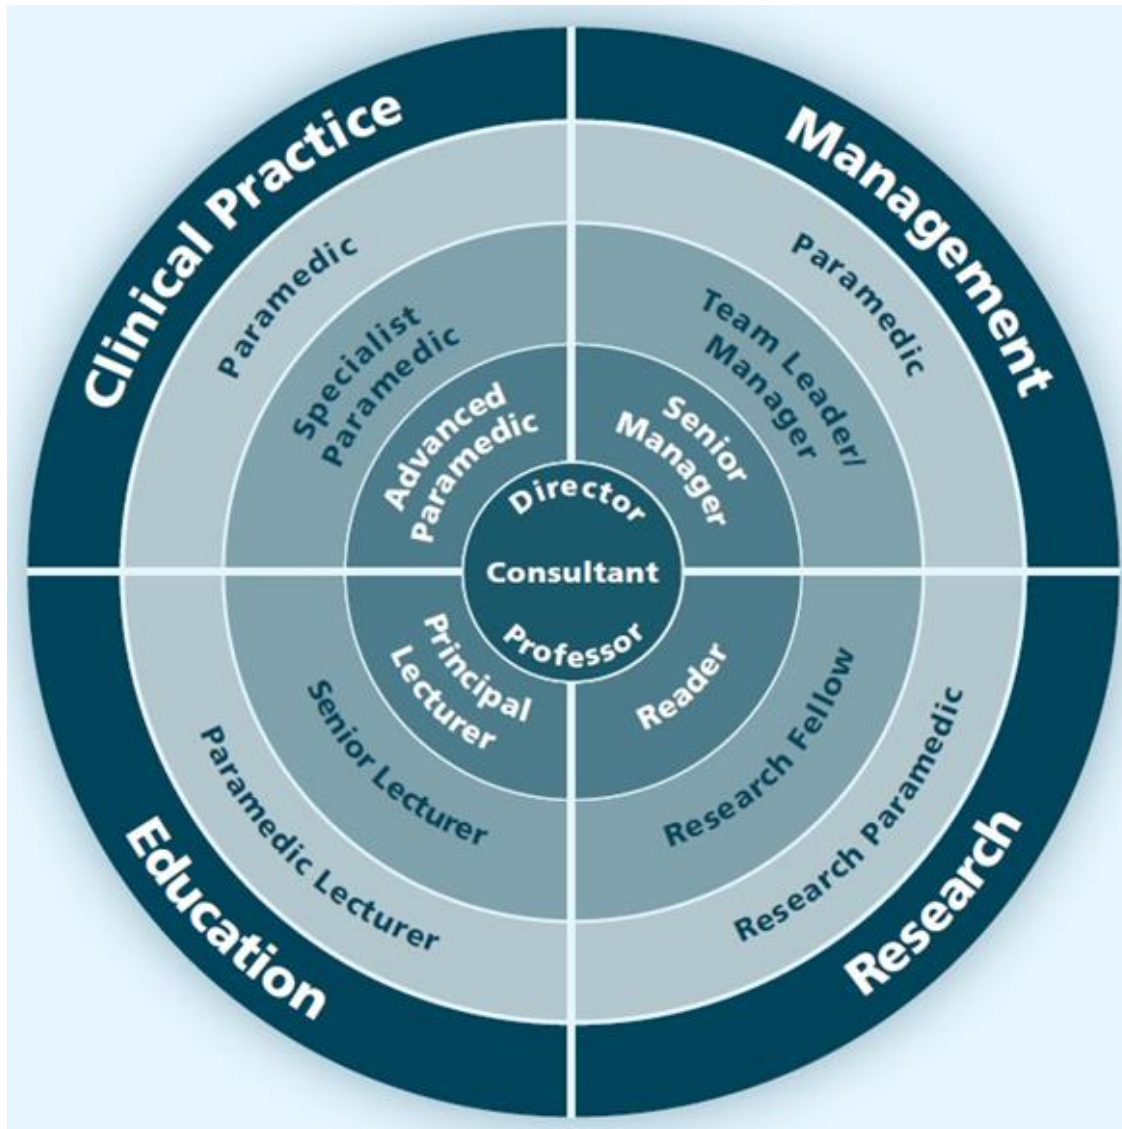 Clinical Practice
Paramedic
Specialist
Paramedic
Advanced
Paramedic
Management
Paramedic
Team Leader/
Manager
Senior
Manager
Director
Consultant
Professor
Principal
Lecturer
Senior Lecturer
Paramedic Lecturer
Education
Reader
Research Fellow
Research Paramedic
Research